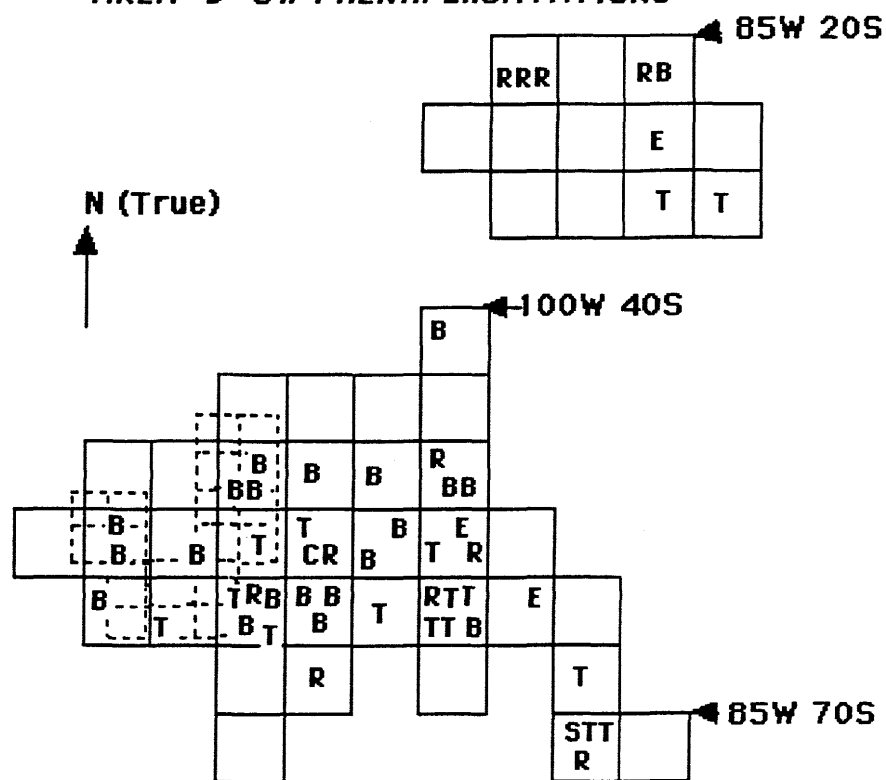 85W 20S
RRR RB
E
N (True)
T T
100W 40S
B
B B B R
BB BB
B T B E
B B T CR B T R
B TRB B B T RTT E
T B T B TT B
R T
85W 70S
STT
R